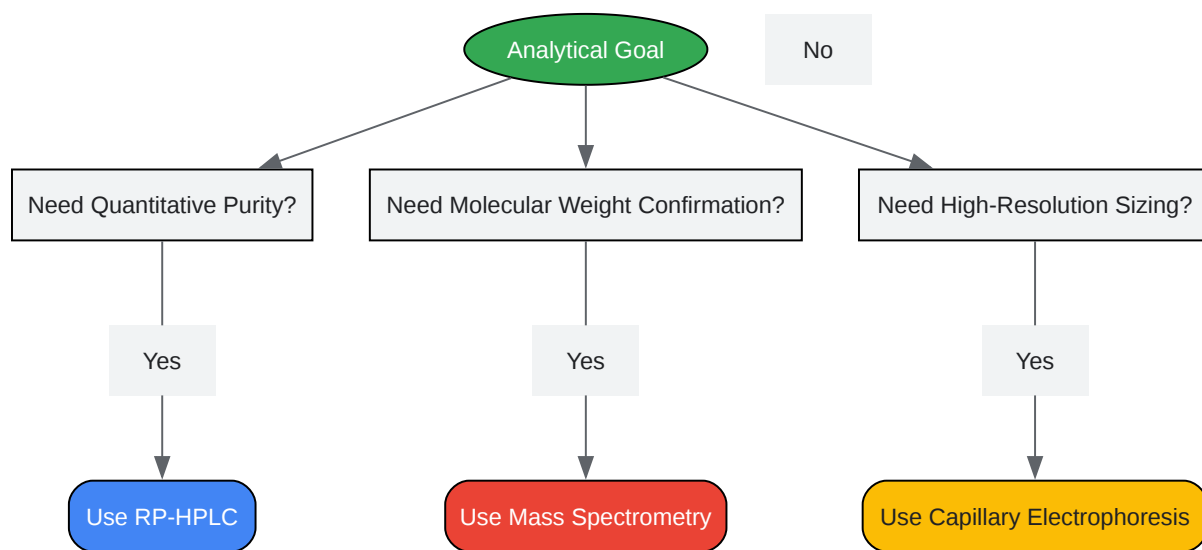 Analytical Goal
No
Need Quantitative Purity?
Need Molecular Weight Confirmation?
Need High-Resolution Sizing?
Yes
Yes
Yes
Use RP-HPLC
Use Mass Spectrometry
Use Capillary Electrophoresis